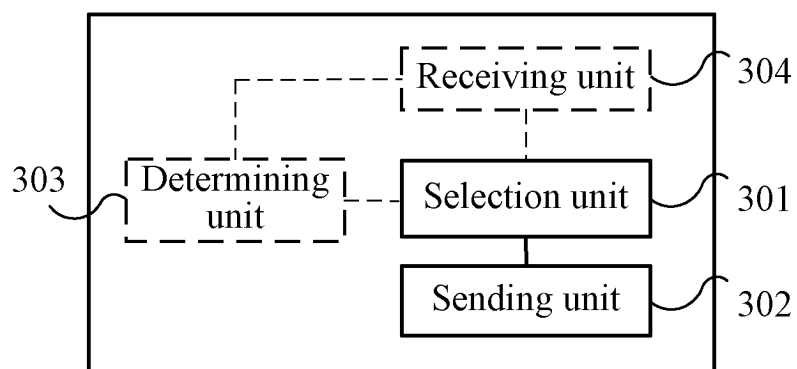 Receiving unit
304
303
Determining
unit
Selection unit
301
Sending unit
302